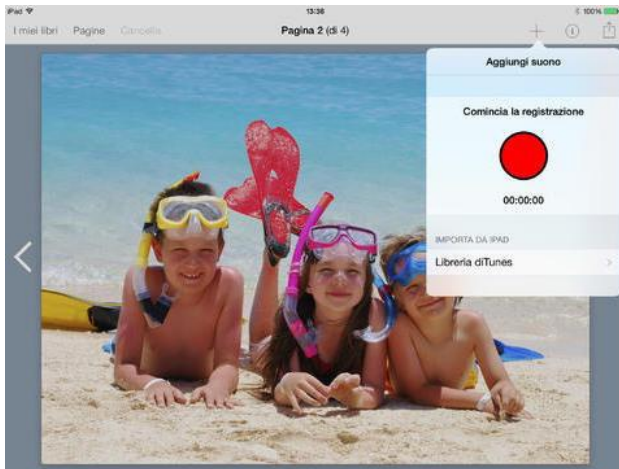 iPad 13:36 100%
I miei libri Pagine Cancella Pagina 2 (di 4)
Aggiungi suono
Comincia la registrazione
00:00:00
IMPORTA DA IPAD
Libreria diTunes